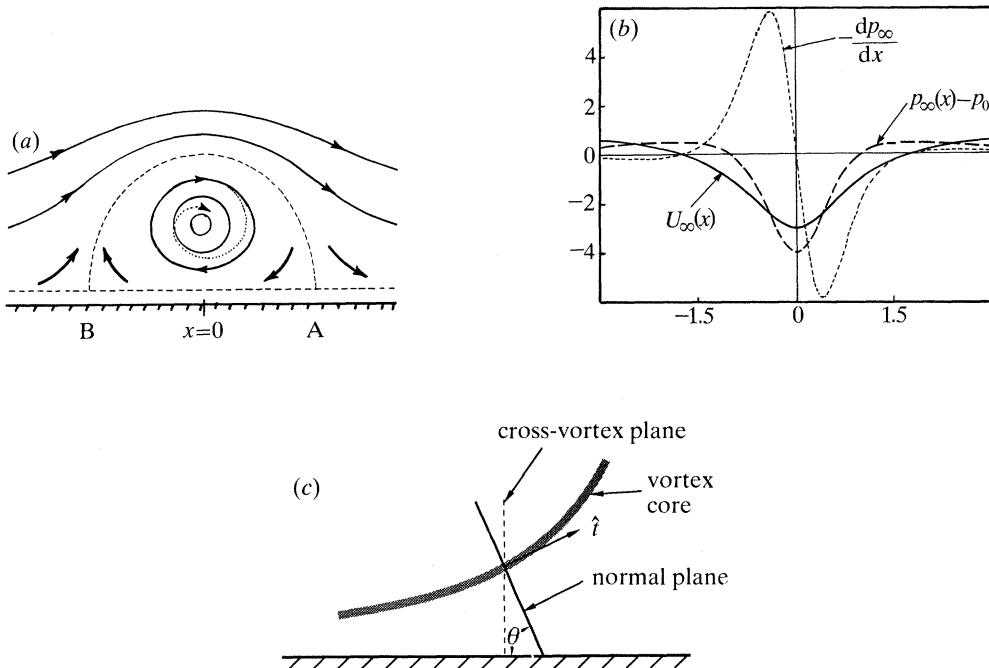 (a)
B
x=0
A
(b)
4
2
0
−2
−4
−1.5
0
1.5
−dp∞/dx
p∞(x)−p0
U∞(x)
(c)
cross-vortex plane
vortex
core
t̂
normal plane
θ